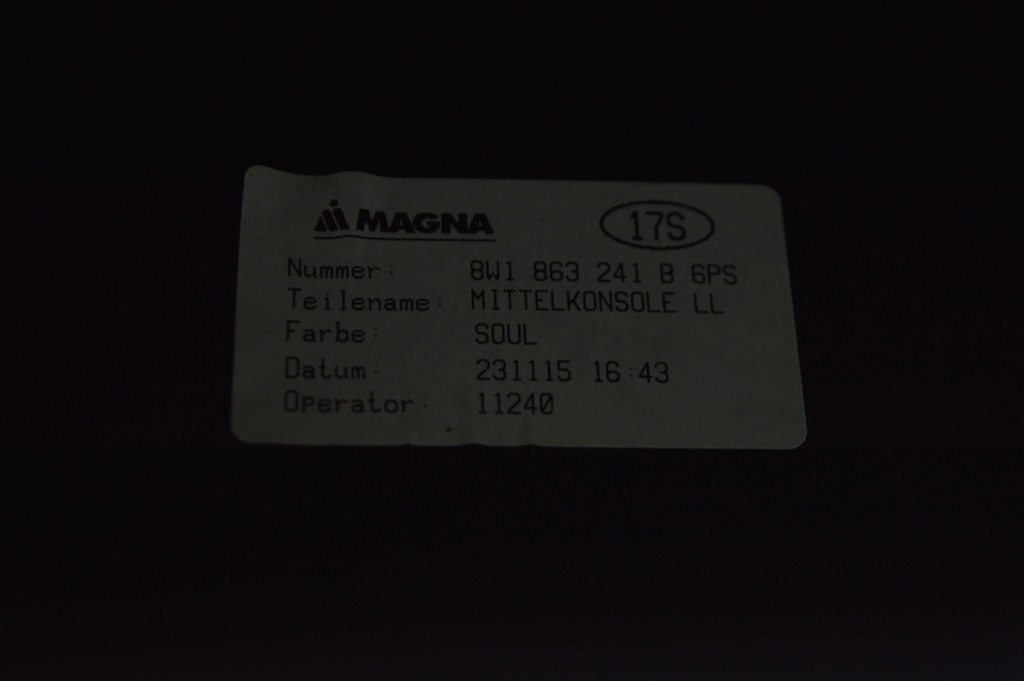 MAGNA 17S
Nummer: 8W1 863 241 B 6PS
Teilename: MITTELKONSOLE LL
Farbe: SOUL
Datum: 231115 16:43
Operator: 11240